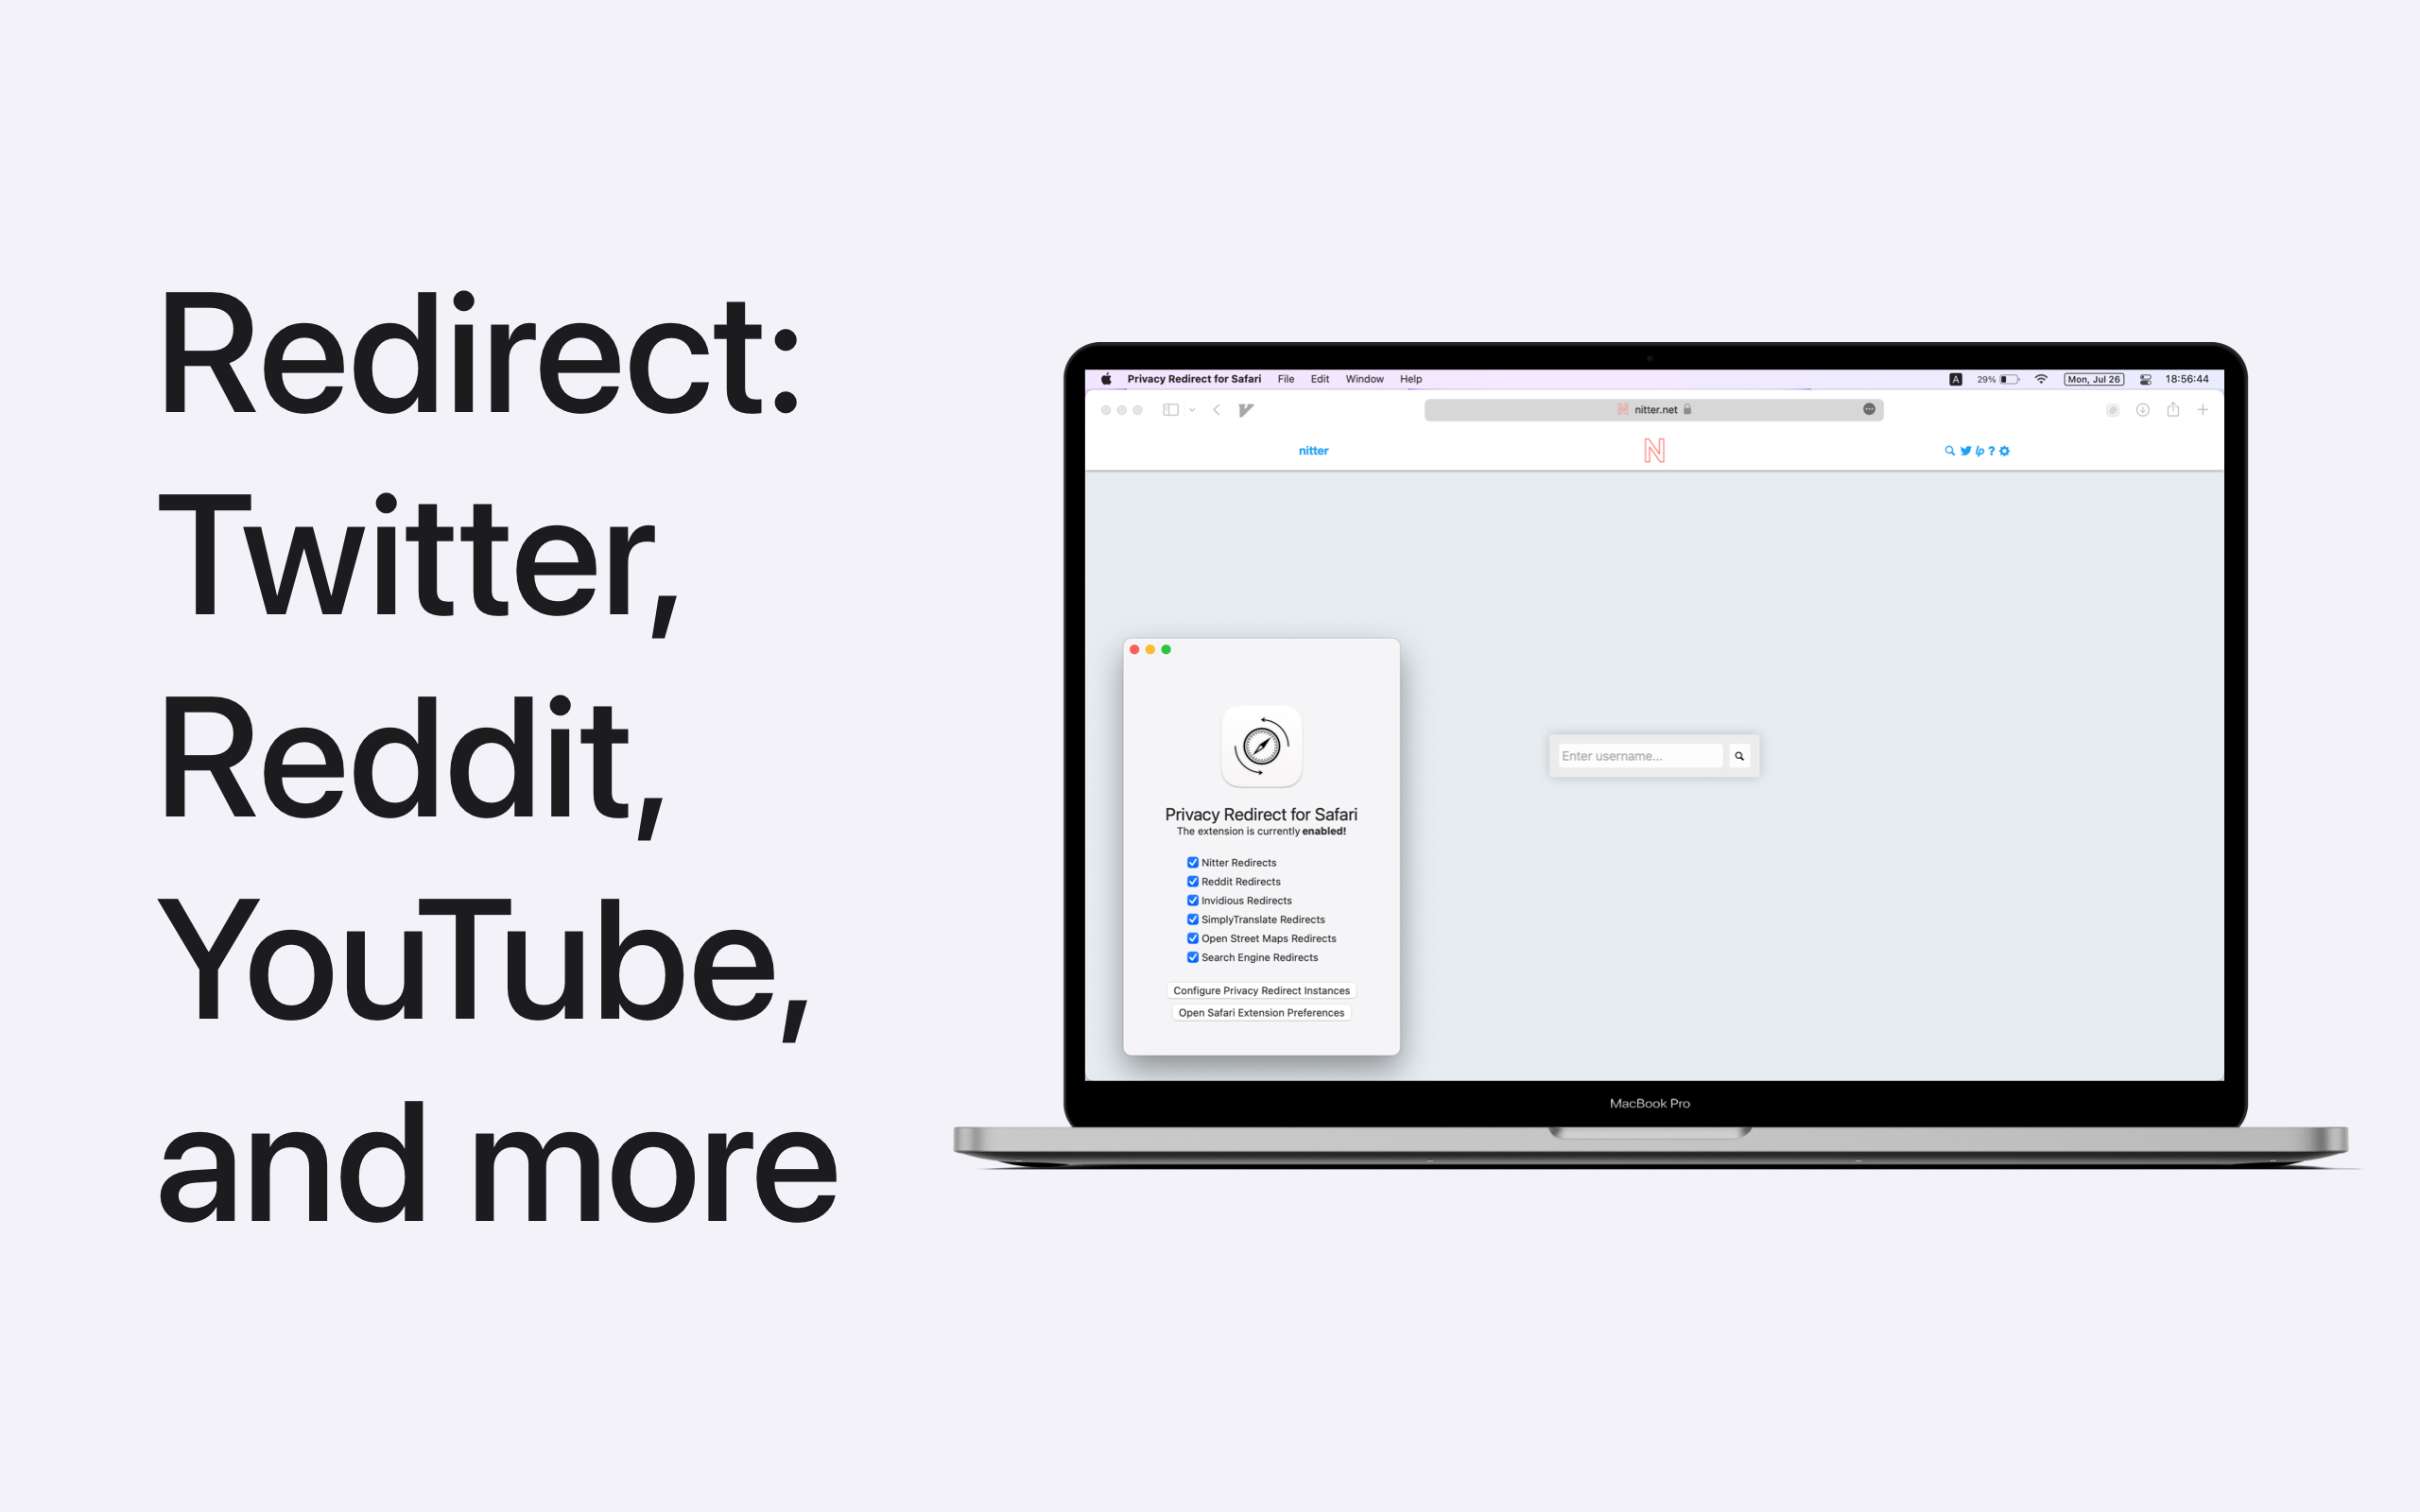 Redirect:
Twitter,
Reddit,
YouTube,
and more
Privacy Redirect for Safari File Edit Window Help A 29% Mon, Jul 26 18:56:44
N nitter.net
nitter N lp ?
Privacy Redirect for Safari
The extension is currently enabled!
Nitter Redirects
Reddit Redirects
Invidious Redirects
SimplyTranslate Redirects
Open Street Maps Redirects
Search Engine Redirects
Configure Privacy Redirect Instances
Open Safari Extension Preferences
Enter username...
MacBook Pro